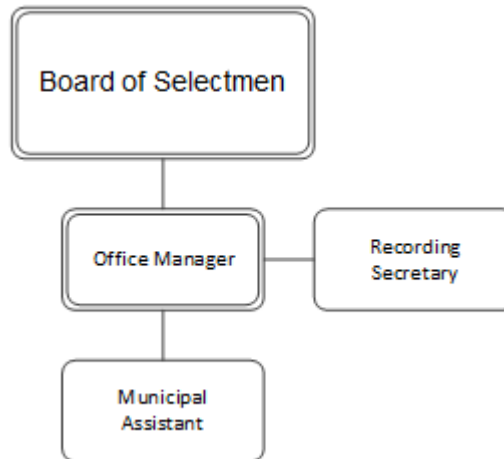 Board of Selectmen
Office Manager
Recording
Secretary
Municipal
Assistant